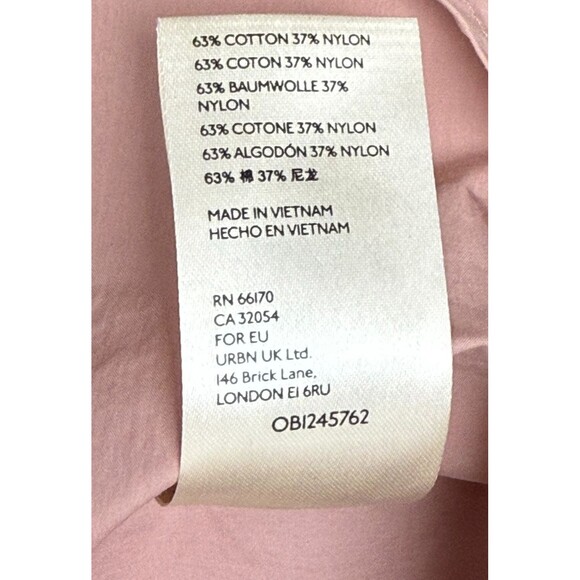 63% COTTON 37% NYLON
63% COTON 37% NYLON
63% BAUMWOLLE 37%
NYLON
63% COTONE 37% NYLON
63% ALGODÓN 37% NYLON
63% 棉 37% 尼龙
MADE IN VIETNAM
HECHO EN VIETNAM
RN 66170
CA 32054
FOR EU
URBN UK Ltd.
146 Brick Lane,
LONDON E1 6RU
OB1245762